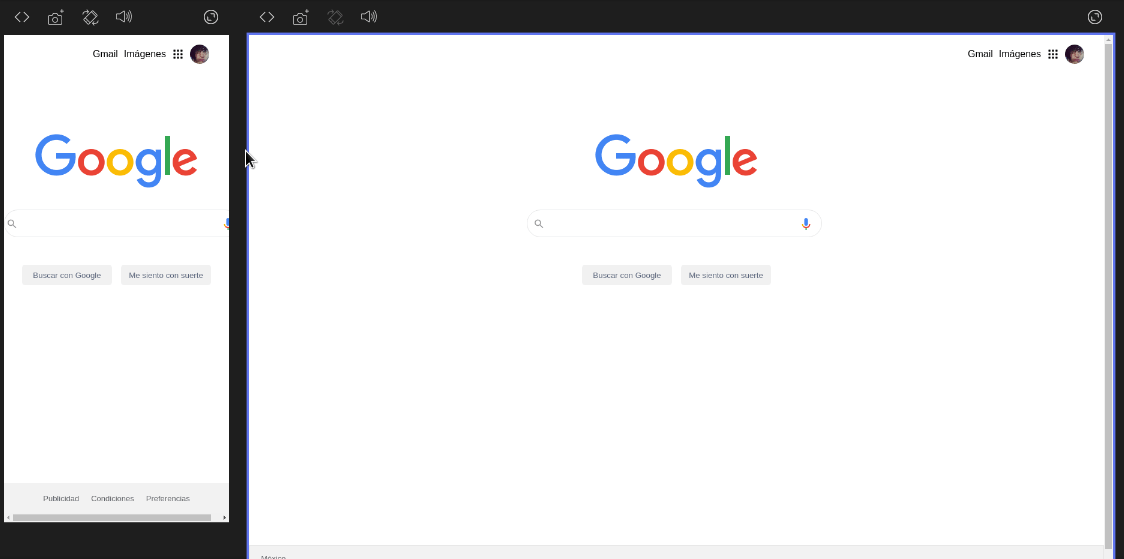 Gmail Imágenes
Google
Buscar con Google Me siento con suerte
Publicidad Condiciones Preferencias
Gmail Imágenes
Google
Buscar con Google Me siento con suerte
México